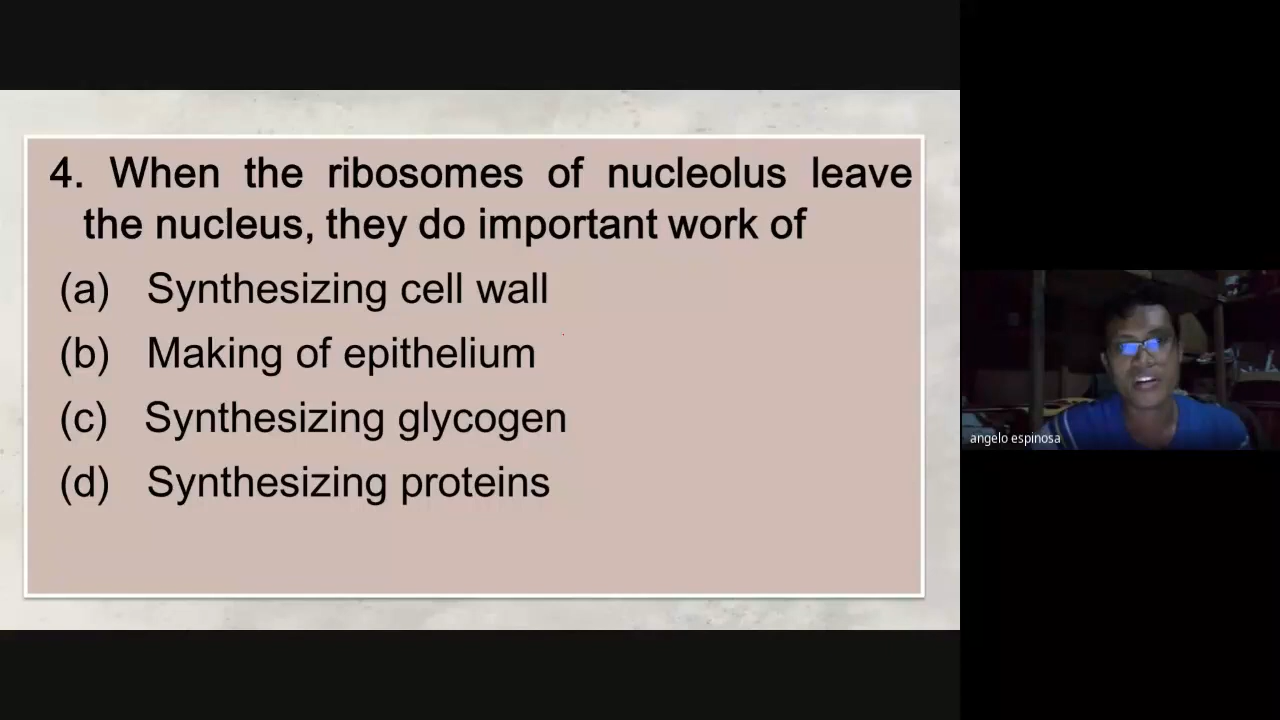 4. When the ribosomes of nucleolus leave
the nucleus, they do important work of
(a) Synthesizing cell wall
(b) Making of epithelium
(c) Synthesizing glycogen
(d) Synthesizing proteins
angelo espinosa